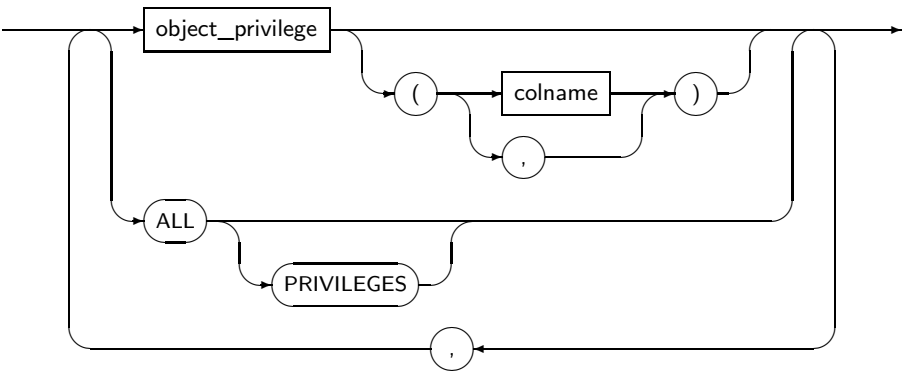 object_privilege
( colname )
,
ALL
PRIVILEGES
,